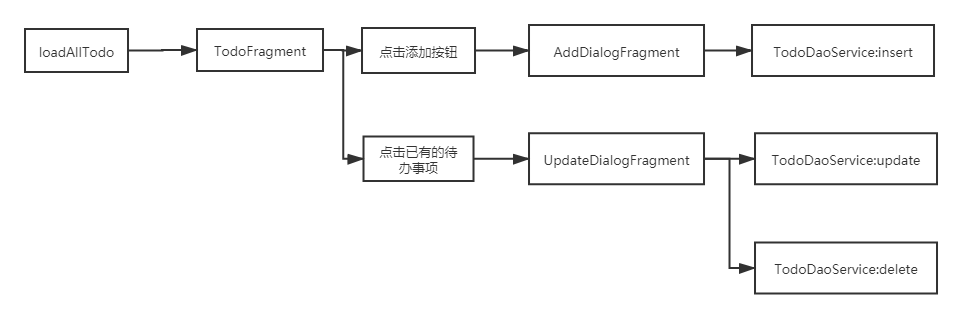 loadAllTodo
TodoFragment
点击添加按钮
AddDialogFragment
TodoDaoService:insert
点击已有的待
办事项
UpdateDialogFragment
TodoDaoService:update
TodoDaoService:delete